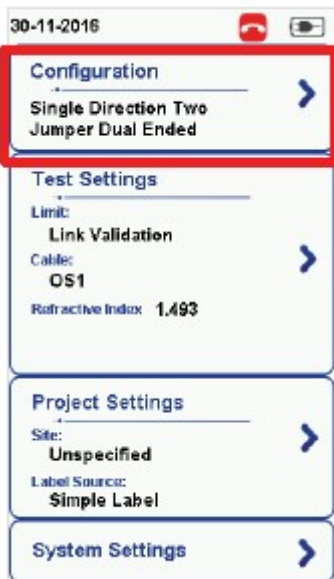 30-11-2016
Configuration
Single Direction Two
Jumper Dual Ended
Test Settings
Limit:
Link Validation
Cable:
OS1
Refractive Index 1.493
Project Settings
Site:
Unspecified
Label Source:
Simple Label
System Settings